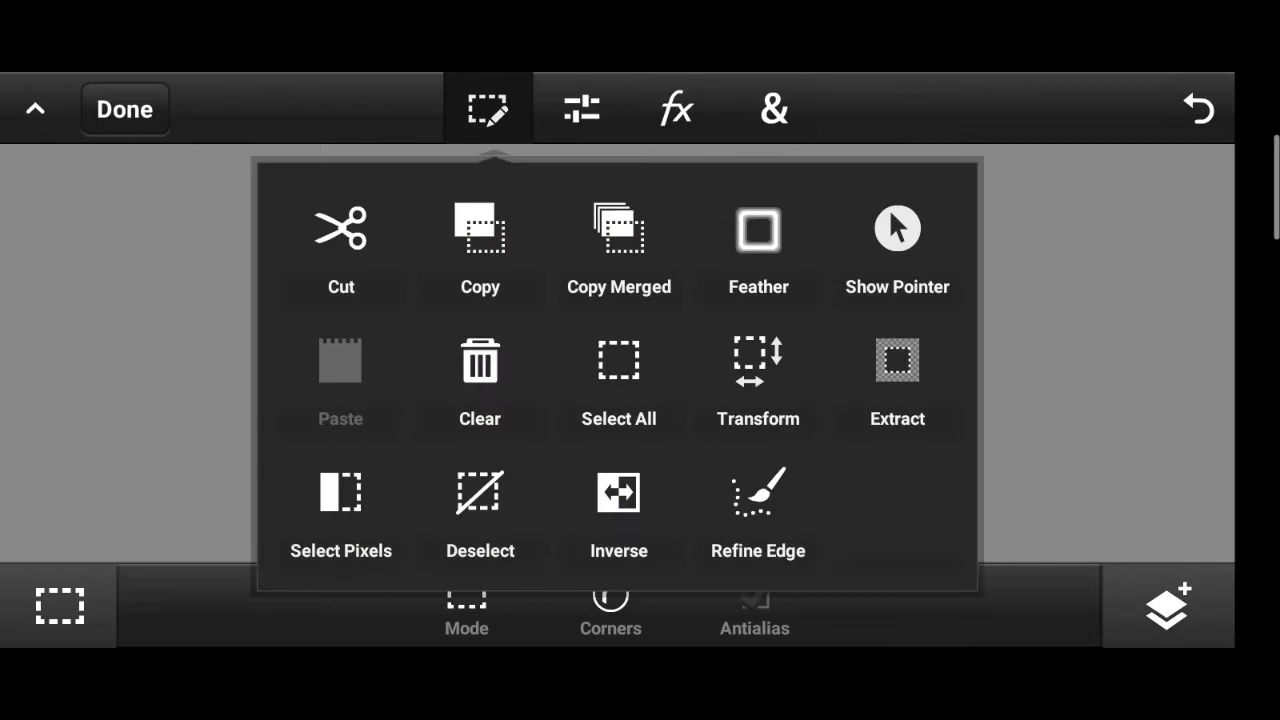 Done
fx
&
Cut
Copy
Copy Merged
Feather
Show Pointer
Paste
Clear
Select All
Transform
Extract
Select Pixels
Deselect
Inverse
Refine Edge
Mode
Corners
Antialias